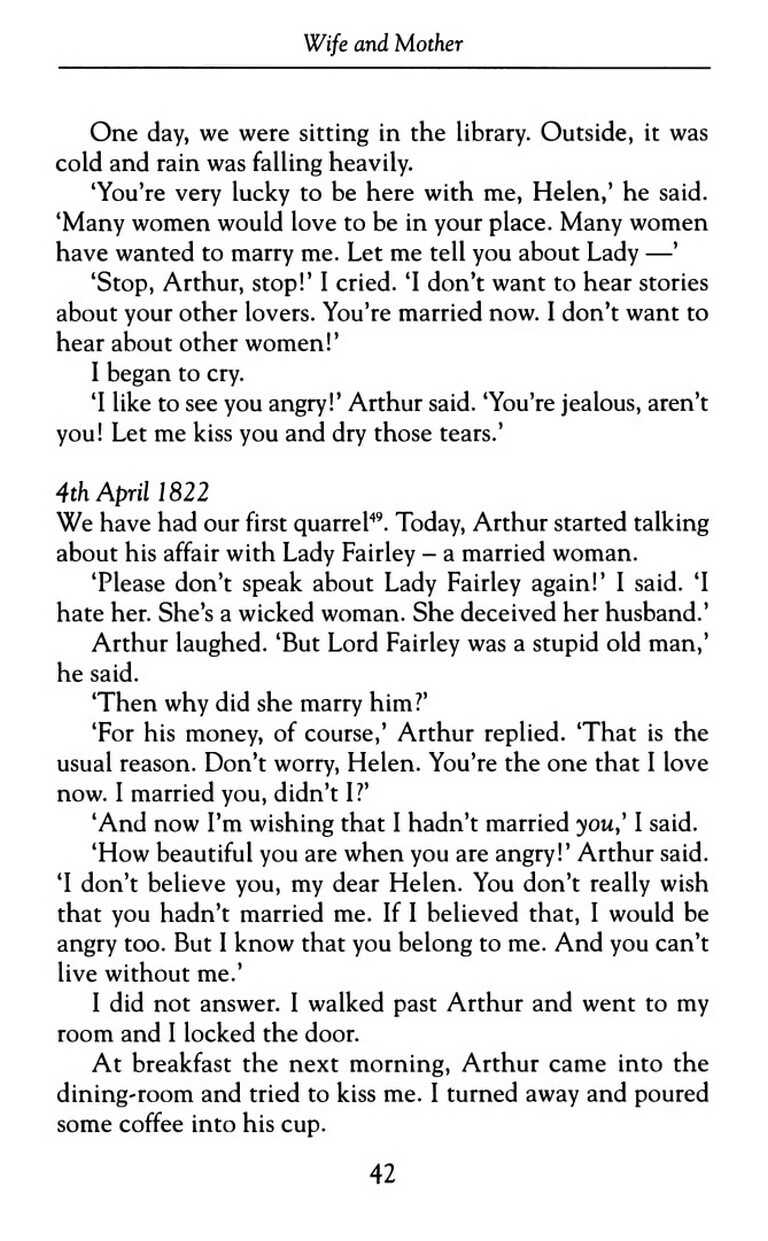 Wife and Mother
One day, we were sitting in the library. Outside, it was
cold and rain was falling heavily.
‘You're very lucky to be here with me, Helen,’ he said.
‘Many women would love to be in your place. Many women
have wanted to marry me. Let me tell you about Lady —’
‘Stop, Arthur, stop!’ I cried. ‘I don’t want to hear stories
about your other lovers. You’re married now. I don’t want to
hear about other women!’
I began to cry.
‘I like to see you angry!’ Arthur said. ‘You’re jealous, aren’t
you! Let me kiss you and dry those tears.’
4th April 1822
We have had our first quarrel⁴⁹. Today, Arthur started talking
about his affair with Lady Fairley – a married woman.
‘Please don’t speak about Lady Fairley again!’ I said. ‘I
hate her. She’s a wicked woman. She deceived her husband.’
Arthur laughed. ‘But Lord Fairley was a stupid old man,’
he said.
‘Then why did she marry him?’
‘For his money, of course,’ Arthur replied. ‘That is the
usual reason. Don’t worry, Helen. You’re the one that I love
now. I married you, didn’t I?’
‘And now I’m wishing that I hadn’t married you,’ I said.
‘How beautiful you are when you are angry!’ Arthur said.
‘I don’t believe you, my dear Helen. You don’t really wish
that you hadn’t married me. If I believed that, I would be
angry too. But I know that you belong to me. And you can’t
live without me.’
I did not answer. I walked past Arthur and went to my
room and I locked the door.
At breakfast the next morning, Arthur came into the
dining-room and tried to kiss me. I turned away and poured
some coffee into his cup.
42